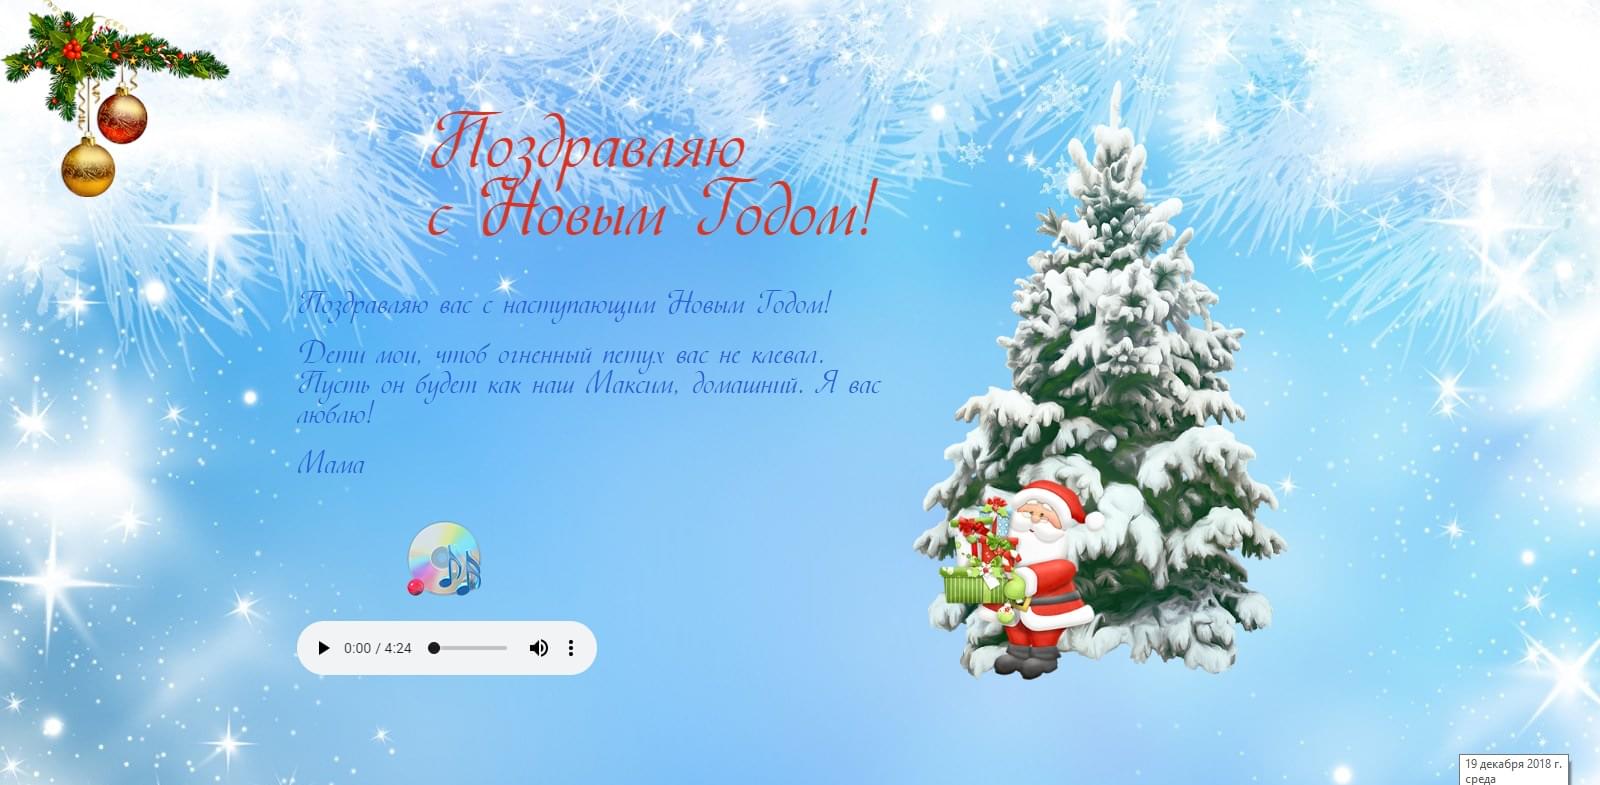 Поздравляю
с Новым Годом!
Поздравляю вас с наступающим Новым Годом!
Дети мои, чтоб огненный петух вас не клевал.
Пусть он будет как наш Максим, домашний. Я вас
люблю!
Мама
0:00 / 4:24
19 декабря 2018 г.
среда